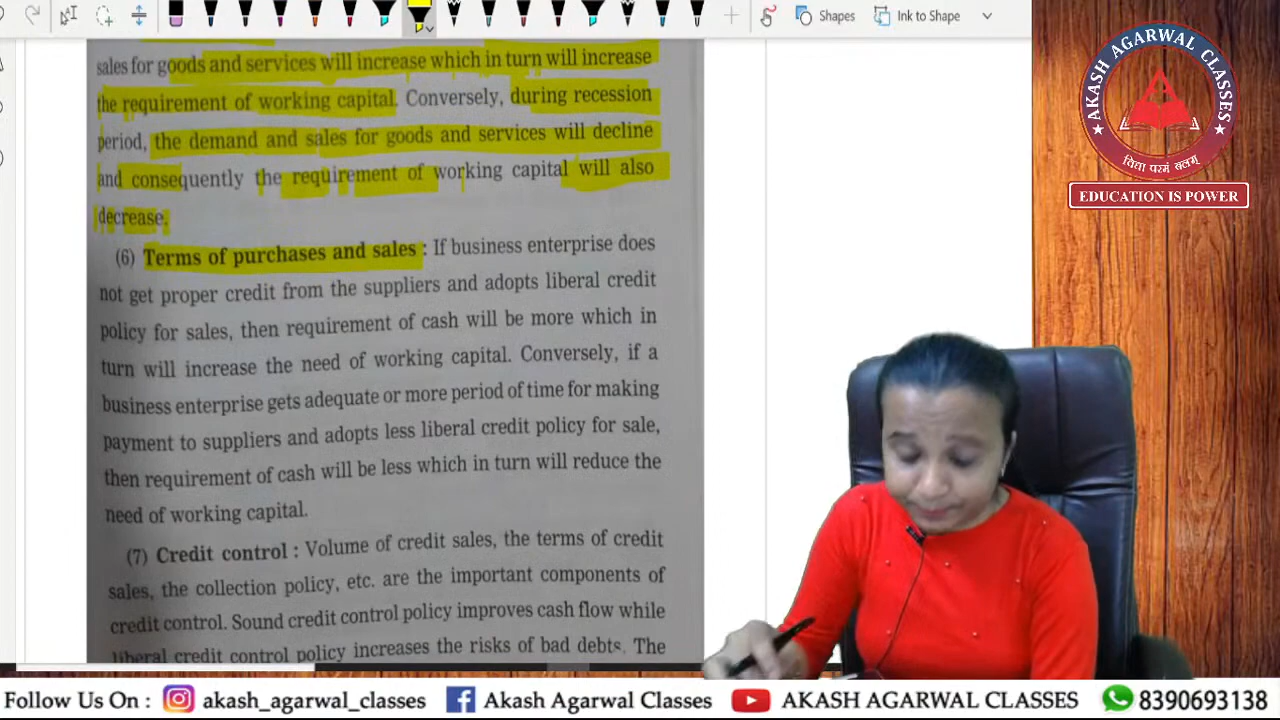 Shapes
Ink to Shape
sales for goods and services will increase which in turn will increase
the requirement of working capital. Conversely, during recession
period, the demand and sales for goods and services will decline
and consequently the requirement of working capital will also
decrease.
(6) Terms of purchases and sales : If business enterprise does
not get proper credit from the suppliers and adopts liberal credit
policy for sales, then requirement of cash will be more which in
turn will increase the need of working capital. Conversely, if a
business enterprise gets adequate or more period of time for making
payment to suppliers and adopts less liberal credit policy for sale,
then requirement of cash will be less which in turn will reduce the
need of working capital.
(7) Credit control : Volume of credit sales, the terms of credit
sales, the collection policy, etc. are the important components of
credit control. Sound credit control policy improves cash flow while
liberal credit control policy increases the risks of bad debts. The
AKASH AGARWAL CLASSES
विद्या परमं बलम्
EDUCATION IS POWER
Follow Us On : akash_agarwal_classes Akash Agarwal Classes AKASH AGARWAL CLASSES 8390693138